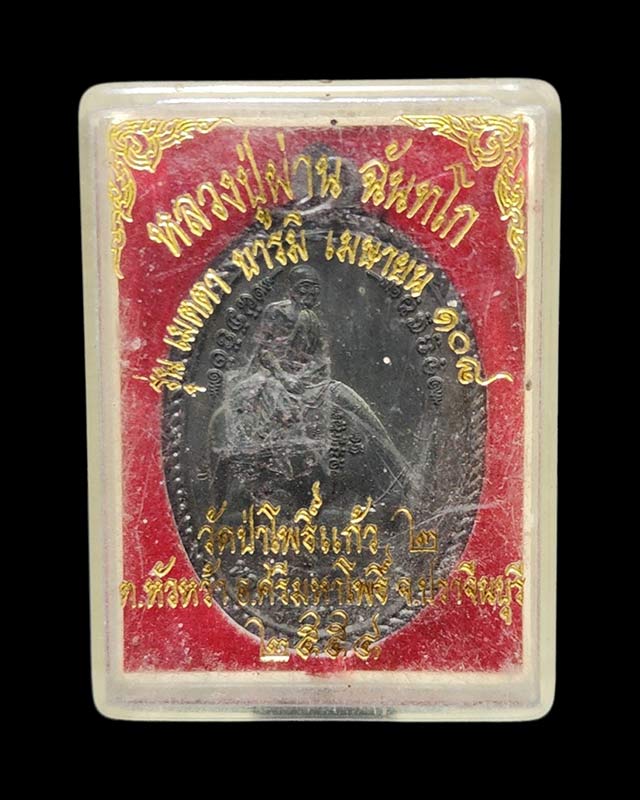 หลวงปู่ผ่าน ฉันทโก
รุ่น เมตตา บารมี เมษายน ๑๐๘
วัดป่าโพธิ์แก้ว ๒
ต.หัวหว้า อ.ศรีมหาโพธิ์ จ.ปราจีนบุรี
๒๕๕๔